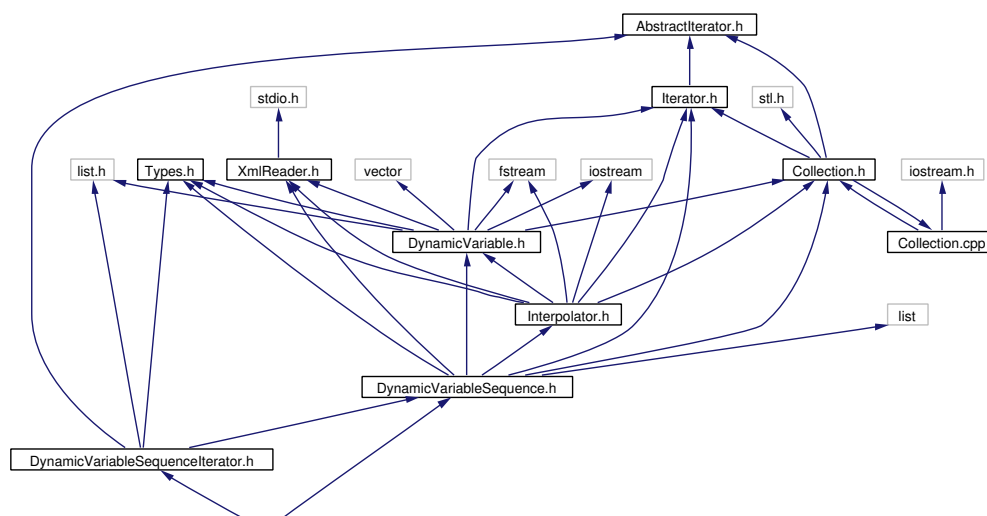 AbstractIterator.h
stdio.h
Iterator.h
stl.h
list.h
Types.h
XmlReader.h
vector
fstream
iostream
Collection.h
iostream.h
DynamicVariable.h
Collection.cpp
Interpolator.h
list
DynamicVariableSequence.h
DynamicVariableSequenceIterator.h